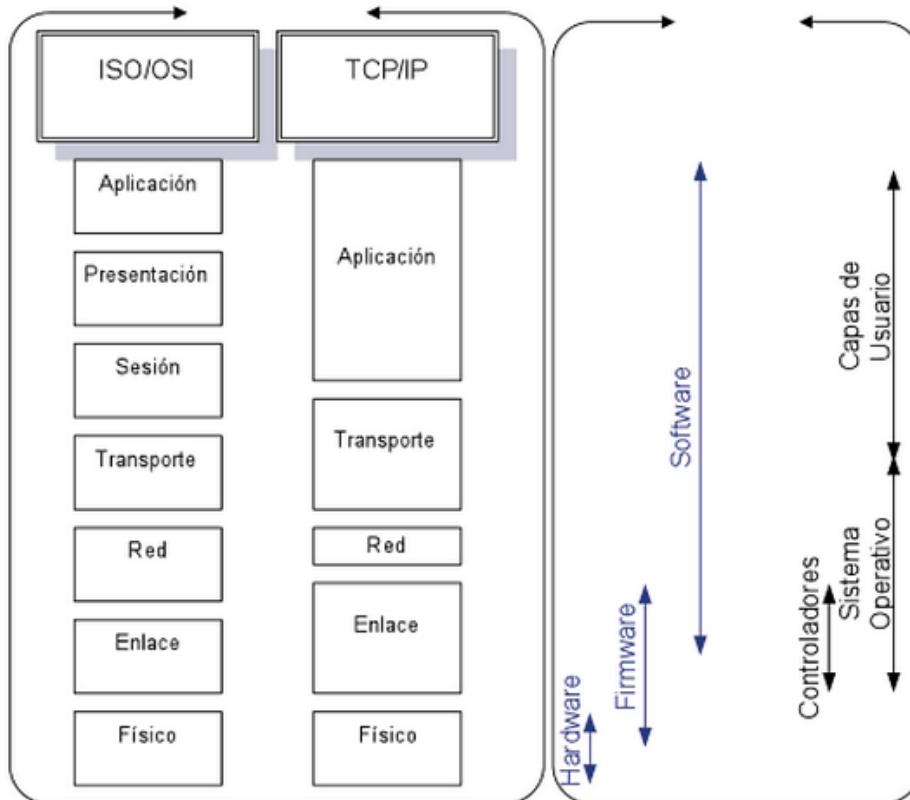 ISO/OSI
TCP/IP
Aplicación
Presentación
Sesión
Transporte
Red
Enlace
Físico
Aplicación
Transporte
Red
Enlace
Físico
Hardware
Firmware
Software
Controladores
Sistema
Operativo
Capas de
Usuario